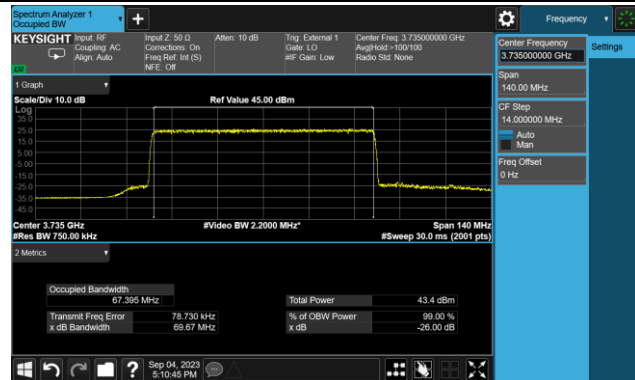 Spectrum Analyzer 1
Occupied BW
Frequency
KEYSIGHT
Input: RF
Coupling: AC
Align: Auto
Input Z: 50 Ω
Corrections: On
Freq Ref: Int (S)
NFE: Off
Atten: 10 dB
Trig: External 1
Gate: LO
#IF Gain: Low
Center Freq: 3.735000000 GHz
Avg|Hold:>100/100
Radio Std: None
Center Frequency
3.735000000 GHz
Settings
Span
140.00 MHz
CF Step
14.000000 MHz
Auto
Man
Freq Offset
0 Hz
1 Graph
Scale/Div 10.0 dB
Ref Value 45.00 dBm
Log
35.0
25.0
15.0
5.00
-5.00
-15.0
-25.0
-35.0
-45.0
Center 3.735 GHz
#Video BW 2.2000 MHz*
Span 140 MHz
#Res BW 750.00 kHz
#Sweep 30.0 ms (2001 pts)
2 Metrics
Occupied Bandwidth
67.395 MHz
Total Power
43.4 dBm
Transmit Freq Error
78.730 kHz
% of OBW Power
99.00 %
x dB Bandwidth
69.67 MHz
x dB
-26.00 dB
Sep 04, 2023
5:10:45 PM